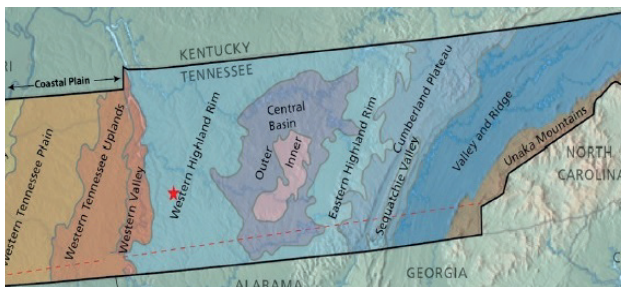 RI
KENTUCKY
TENNESSEE
Coastal Plain
Western Tennessee Plain
Western Tennessee Uplands
Western Valley
Western Highland Rim
Central
Basin
Outer
Inner
Eastern Highland Rim
Cumberland Plateau
Sequatchie Valley
Valley and Ridge
Unaka Mountains
NORTH
CAROLINA
ALABAMA
GEORGIA